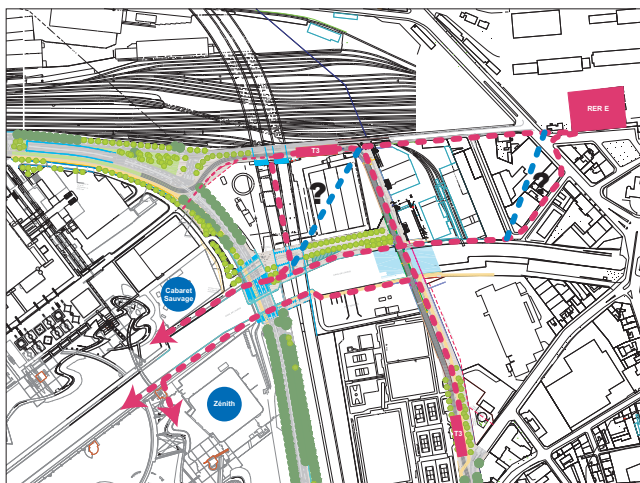 RER E
T3
?
?
Cabaret
Sauvage
Zénith
T3